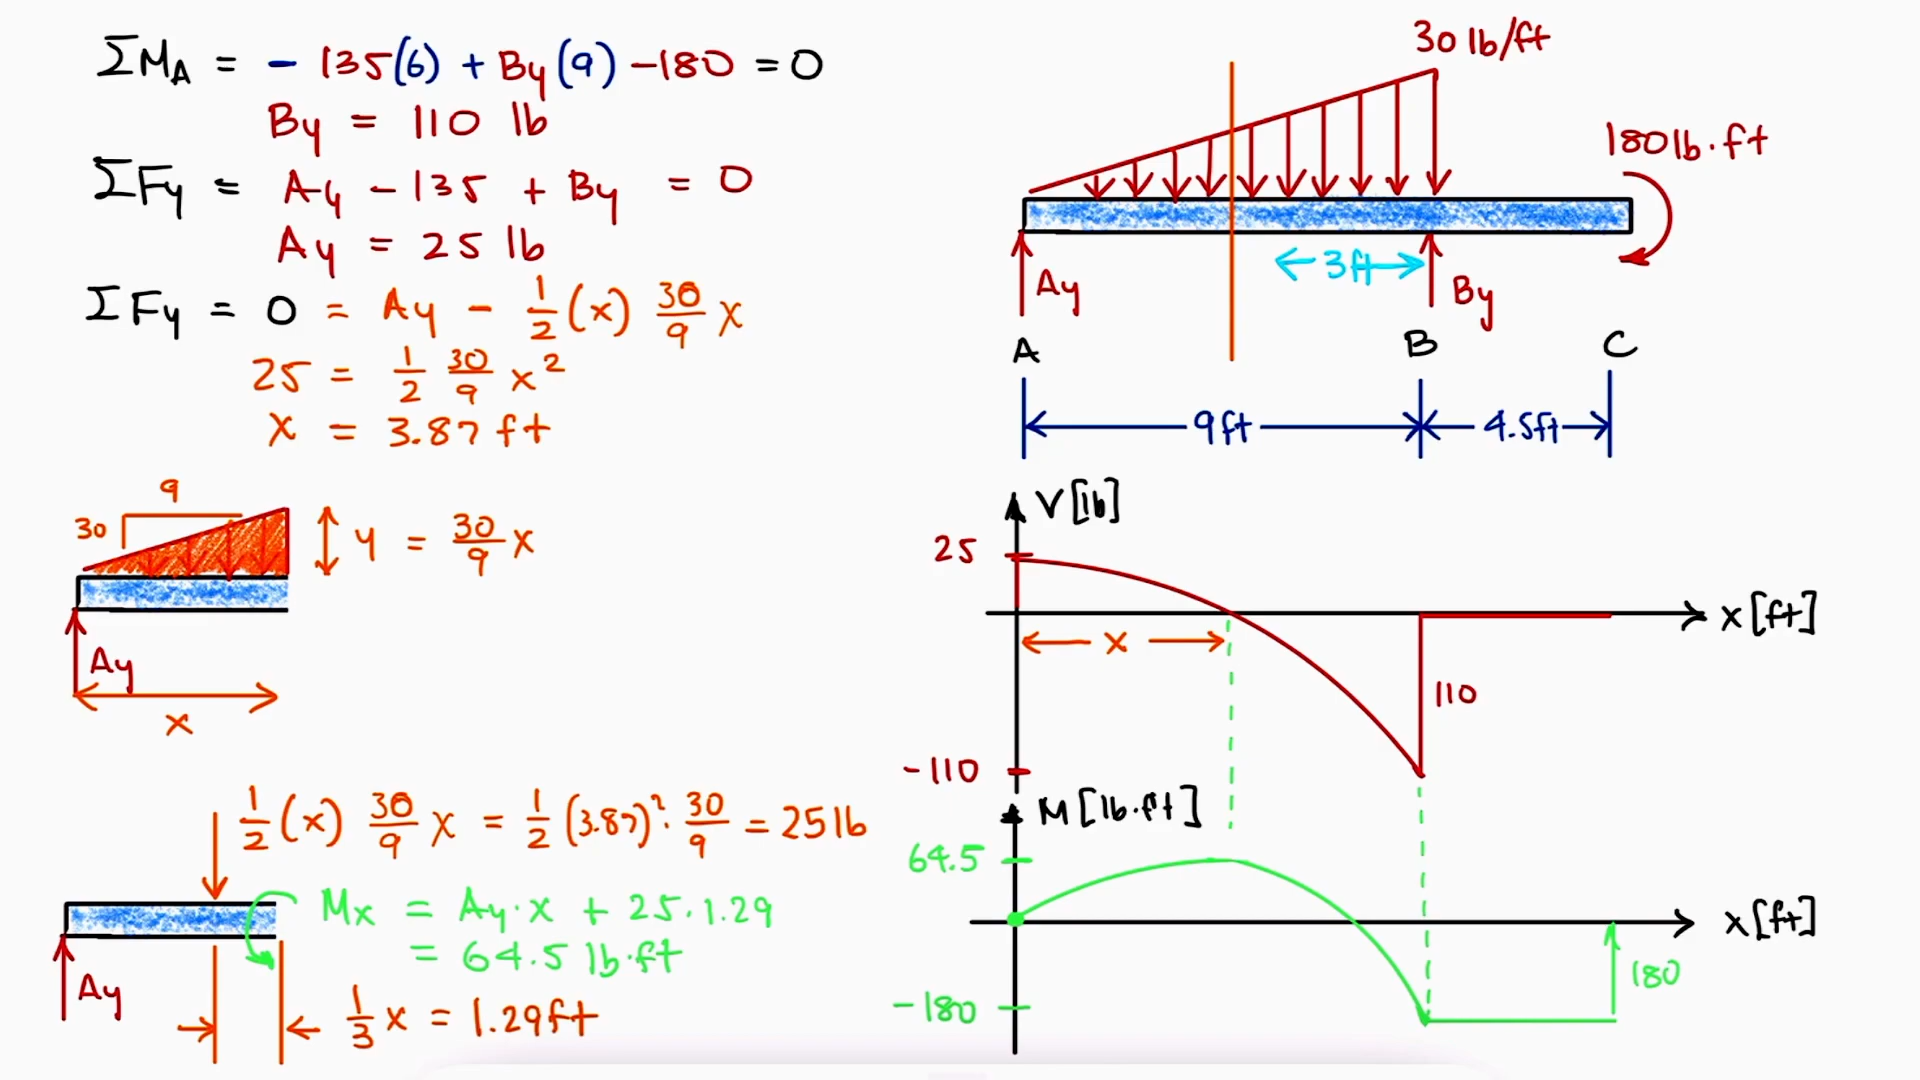 ΣM_A = - 135(6) + By(9) - 180 = 0
By = 110 lb
ΣFy = Ay - 135 + By = 0
Ay = 25 lb
ΣFy = 0 = Ay - 1/2 (x) 30/9 x
25 = 1/2 30/9 x²
x = 3.87 ft
9
30
y = 30/9 x
Ay
x
1/2 (x) 30/9 x = 1/2 (3.87)² · 30/9 = 25 lb
Mx = Ay·x + 25·1.29
= 64.5 lb·ft
Ay
1/3 x = 1.29ft
30 lb/ft
180 lb·ft
3ft
Ay
By
A
B
C
9ft
4.5ft
V [lb]
25
x [ft]
x
110
-110
M [lb·ft]
64.5
x [ft]
180
-180